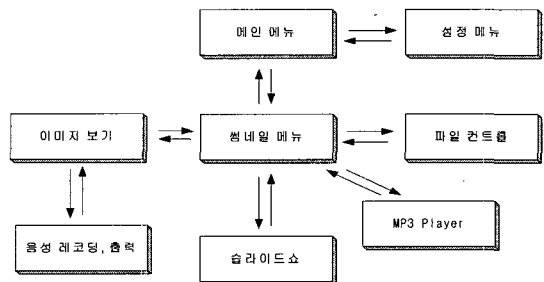 메인 메뉴
설정 메뉴
이미지 보기
썸네일 메뉴
파일 컨트롤
음성 레코딩, 출력
슬라이드쇼
MP3 Player